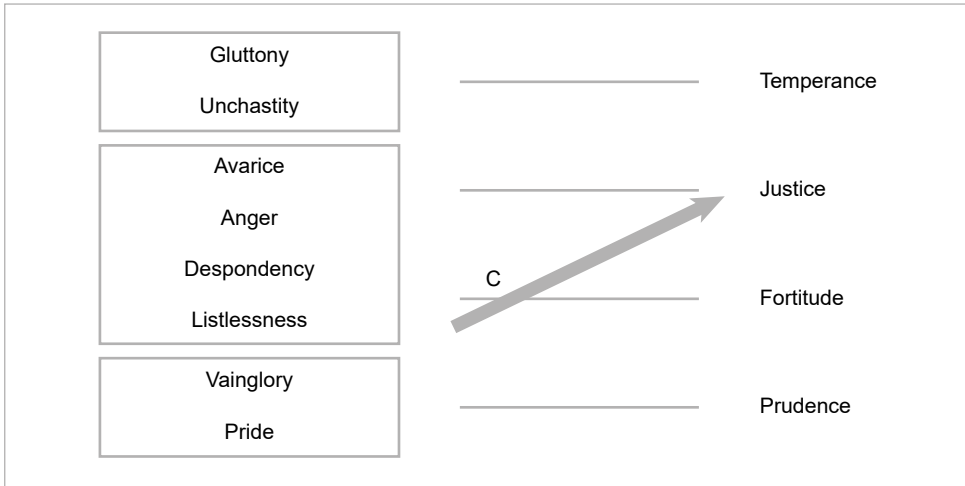 Gluttony
Unchastity
Temperance
Avarice
Justice
Anger
Despondency
C
Fortitude
Listlessness
Vainglory
Prudence
Pride